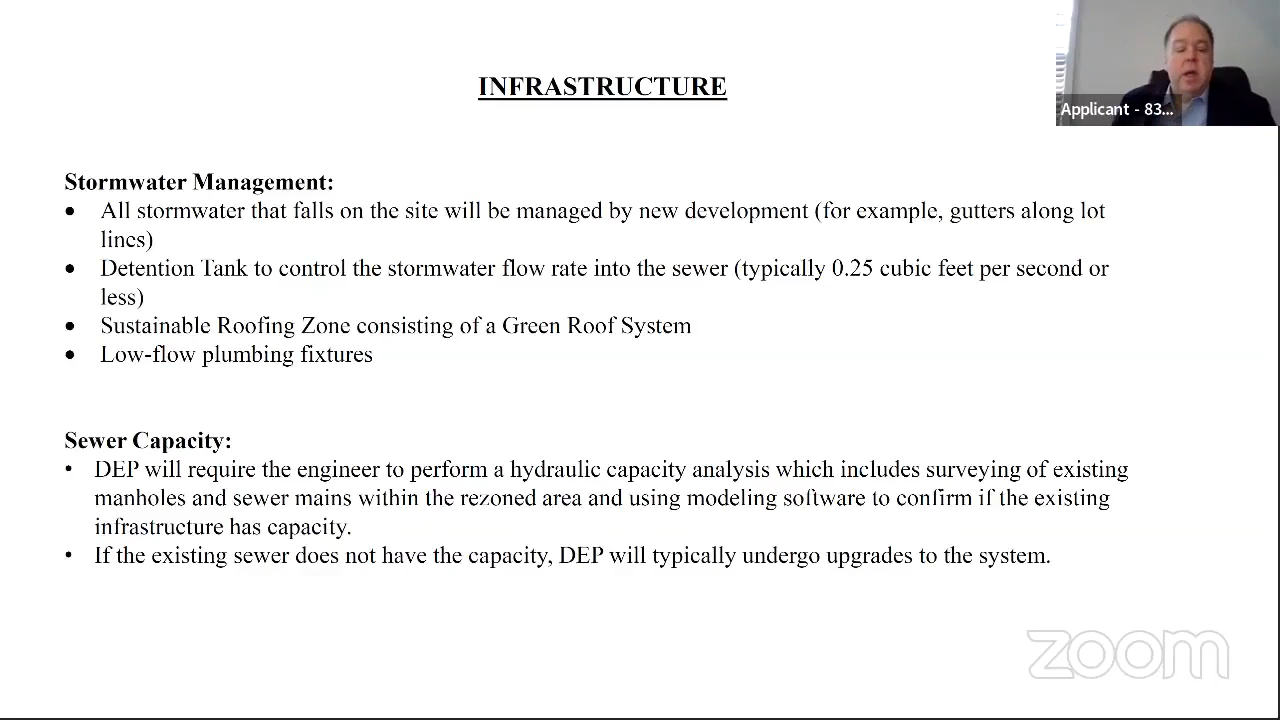 INFRASTRUCTURE
Applicant - 83...
Stormwater Management:
• All stormwater that falls on the site will be managed by new development (for example, gutters along lot
lines)
• Detention Tank to control the stormwater flow rate into the sewer (typically 0.25 cubic feet per second or
less)
• Sustainable Roofing Zone consisting of a Green Roof System
• Low-flow plumbing fixtures
Sewer Capacity:
• DEP will require the engineer to perform a hydraulic capacity analysis which includes surveying of existing
manholes and sewer mains within the rezoned area and using modeling software to confirm if the existing
infrastructure has capacity.
• If the existing sewer does not have the capacity, DEP will typically undergo upgrades to the system.
zoom